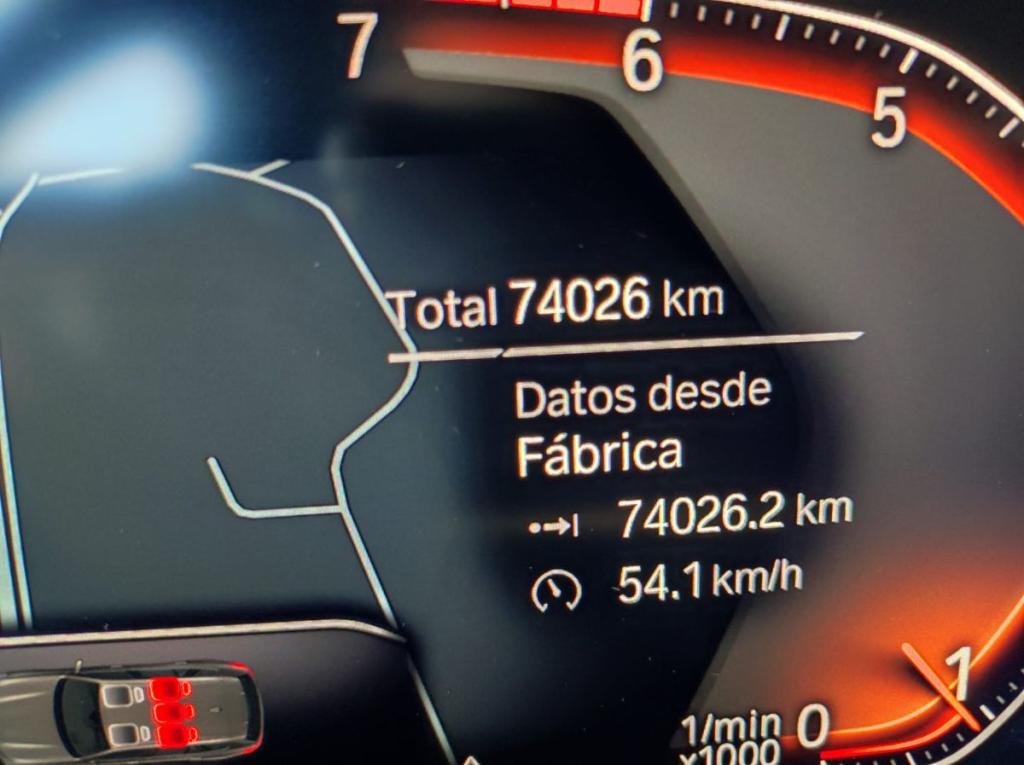 7
6
5
Total 74026 km
Datos desde
Fábrica
74026.2 km
54.1 km/h
1
1/min 0
x1000